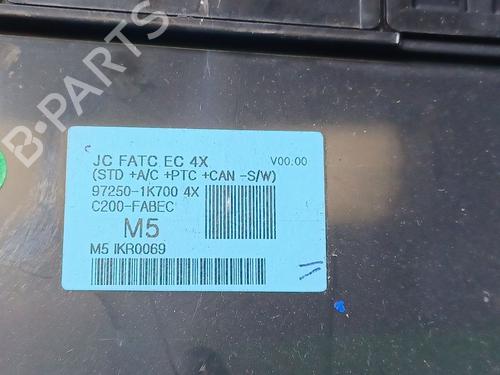 B-PARTS
JC FATC EC 4X V00.00
(STD +A/C +PTC +CAN -S/W)
97250-1K700 4X
C200-FABEC
M5
M5 IKR0069